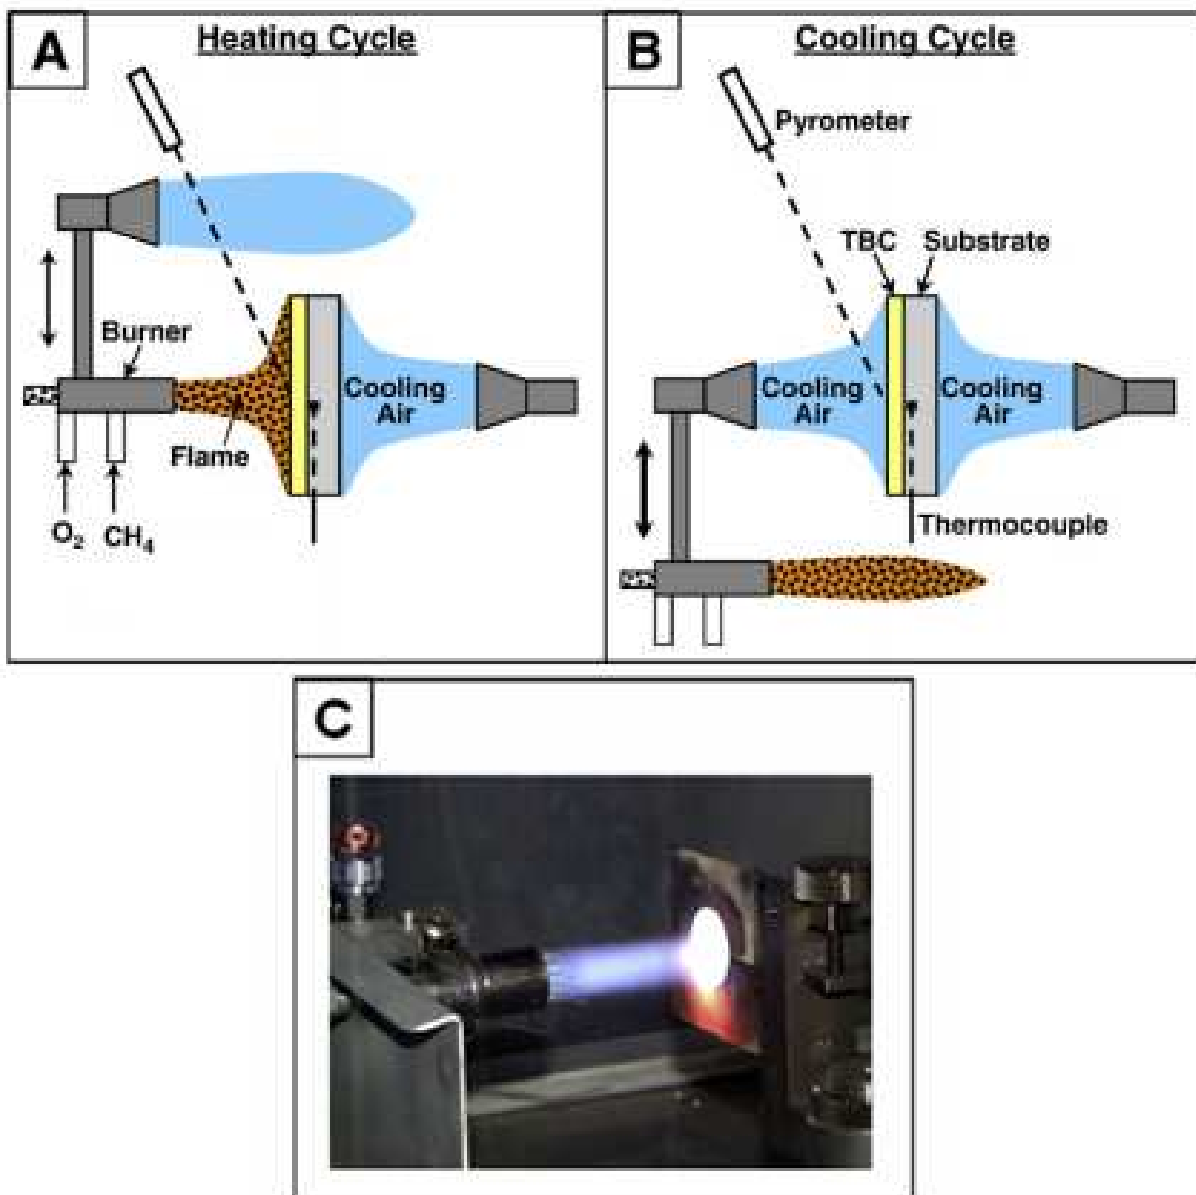 A
Heating Cycle
Burner
Flame
Cooling
Air
O₂
CH₄
B
Cooling Cycle
Pyrometer
TBC
Substrate
Cooling
Air
Cooling
Air
Thermocouple
C